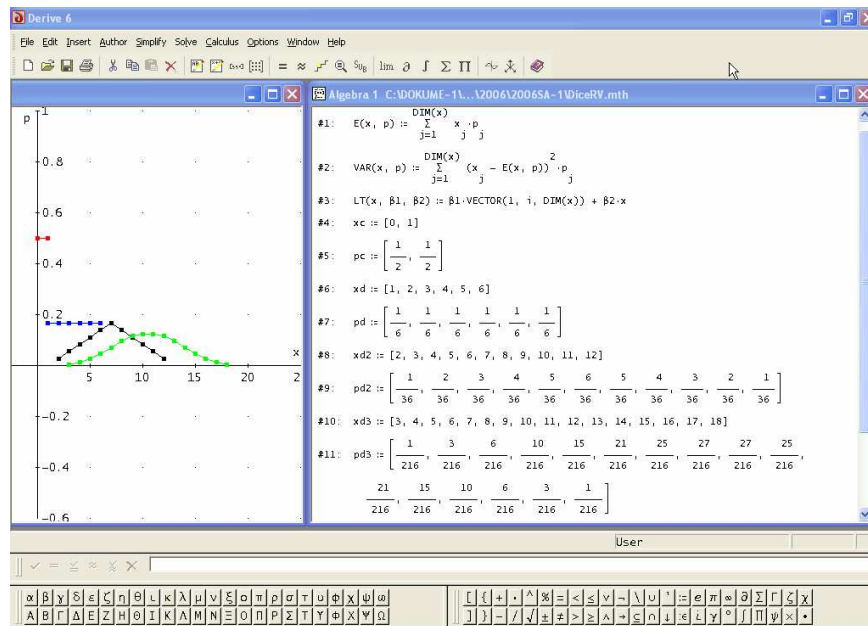 Derive 6
File Edit Insert Author Simplify Solve Calculus Options Window Help
lim ∂ ∫ Σ Π
Algebra 1 C:\DOKUME~1\...\2006\2006SA~1\DiceRV.mth
p
1
0.8
0.6
0.4
0.2
x
5 10 15 20 2
-0.2
-0.4
-0.6
DIM(x)
#1: E(x, p) := Σ x ·p
j=1 j j
DIM(x) 2
#2: VAR(x, p) := Σ (x - E(x, p)) ·p
j=1 j j
#3: LT(x, β1, β2) := β1·VECTOR(1, i, DIM(x)) + β2·x
#4: xc := [0, 1]
#5: pc := [1/2, 1/2]
#6: xd := [1, 2, 3, 4, 5, 6]
#7: pd := [1/6, 1/6, 1/6, 1/6, 1/6, 1/6]
#8: xd2 := [2, 3, 4, 5, 6, 7, 8, 9, 10, 11, 12]
#9: pd2 := [1/36, 2/36, 3/36, 4/36, 5/36, 6/36, 5/36, 4/36, 3/36, 2/36, 1/36]
#10: xd3 := [3, 4, 5, 6, 7, 8, 9, 10, 11, 12, 13, 14, 15, 16, 17, 18]
#11: pd3 := [1/216, 3/216, 6/216, 10/216, 15/216, 21/216, 25/216, 27/216, 27/216, 25/216,
21/216, 15/216, 10/216, 6/216, 3/216, 1/216]
User
α β γ δ ε ζ η θ ι κ λ μ ν ξ ο π ρ σ τ υ φ χ ψ ω
Α Β Γ Δ Ε Ζ Η Θ Ι Κ Λ Μ Ν Ξ Ο Π Ρ Σ Τ Υ Φ Χ Ψ Ω